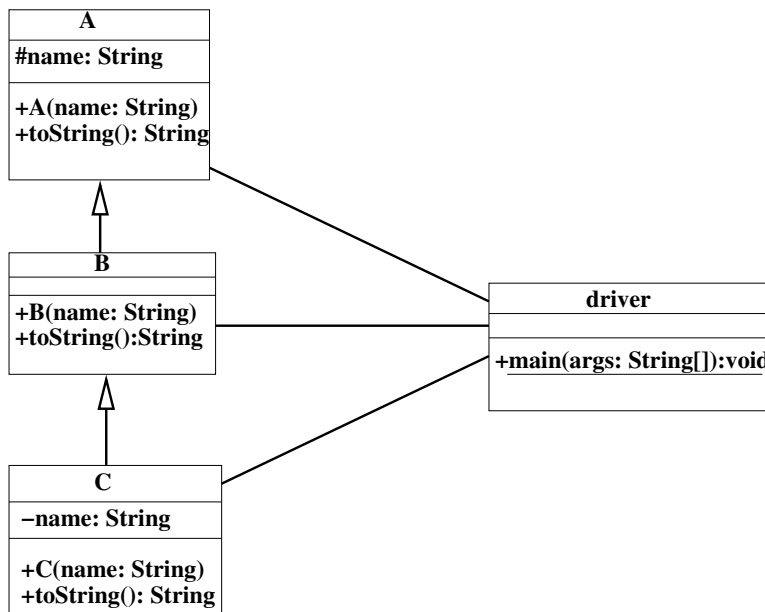 A
#name: String
+A(name: String)
+toString(): String
B
+B(name: String)
+toString():String
driver
+main(args: String[]):void
C
−name: String
+C(name: String)
+toString(): String